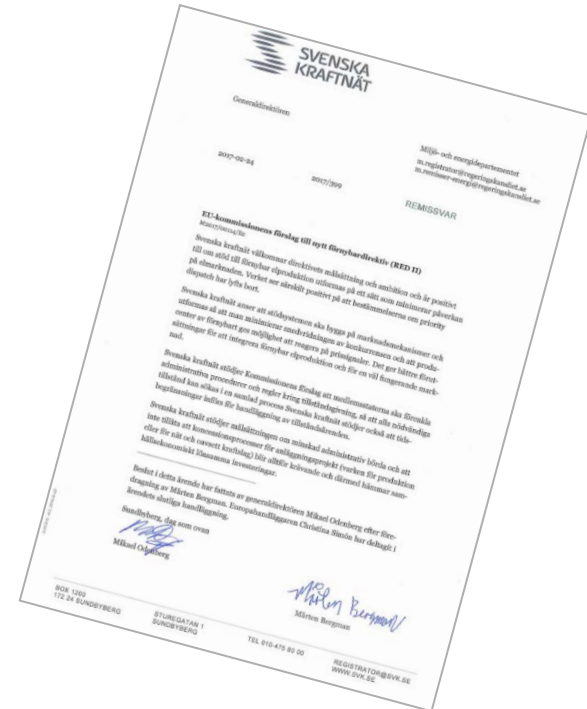 SVENSKA
KRAFTNÄT
Generaldirektören
Miljö- och energidepartementet
m.registrator@regeringskansliet.se
m.remisser-energi@regeringskansliet.se
2017-02-24
2017/399
REMISSVAR
EU-kommissionens förslag till nytt förnybardirektiv (RED II)
Svenska kraftnät välkomnar direktivets målsättning och ambition och är positivt
till om stöd till förnybar elproduktion utformas på ett sätt som minimerar påverkan
på elmarknaden. Verket ser särskilt positivt på att bestämmelserna om priority
dispatch har lyfts bort.
Svenska kraftnät anser att stödsystemen ska bygga på marknadsmekanismer och
utformas så att man minimierar snedvridningen av konkurrensen och att produ-
center av förnybart ges möjlighet att reagera på prissignaler. Det ger bättre förut-
sättningar för att integrera förnybar elproduktion och för en väl fungerande mark-
nad.
Svenska kraftnät stödjer Kommissionens förslag att medlemsstaterna ska förenkla
administrativa procedurer och regler kring tillståndsgivning, så att alla nödvändiga
tillstånd kan sökas i en samlad process Svenska kraftnät stödjer också att tids-
begränsningar införs för handläggning av tillståndsärenden.
Svenska kraftnät stödjer målsättningen om minskad administrativ börda och att
inte tillåta att koncessionsprocesser för anläggningsprojekt (varken för produktion
eller för nät och oavsett kraftslag) blir alltför krävande och därmed hämmar sam-
hällsekonomiskt lönsamma investeringar.
Beslut i detta ärende har fattats av generaldirektören Mikael Odenberg efter före-
dragning av Mårten Bergman. Europahandläggaren Christina Simón har deltagit i
ärendets slutliga handläggning.
Sundbyberg, dag som ovan
Mikael Odenberg
Mårten Bergman
Mårten Bergman
BOX 1200
172 24 SUNDBYBERG
STUREGATAN 1
SUNDBYBERG
TEL 010-475 80 00
REGISTRATOR@SVK.SE
WWW.SVK.SE